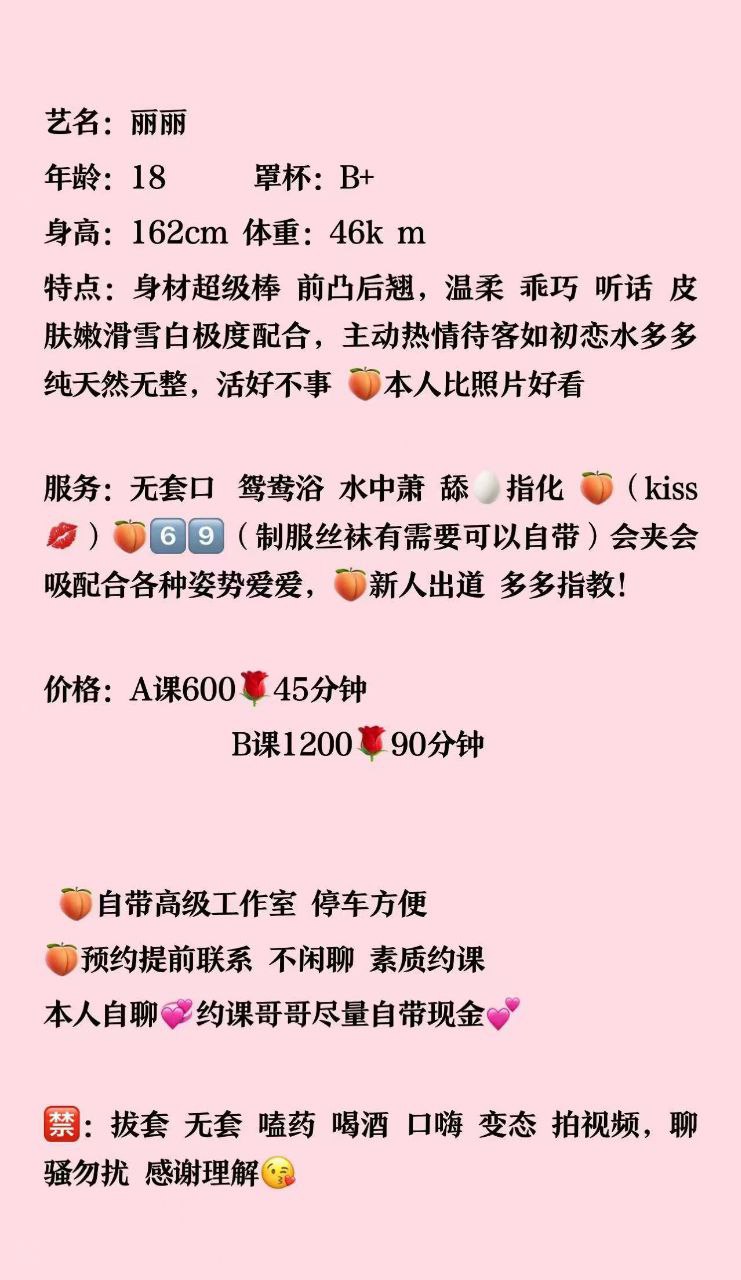 艺名：丽丽
年龄：18 罩杯：B+
身高：162cm 体重：46k m
特点：身材超级棒 前凸后翘，温柔 乖巧 听话 皮
肤嫩滑雪白极度配合，主动热情待客如初恋水多多
纯天然无整，活好不事 🍑本人比照片好看
服务：无套口 鸳鸯浴 水中萧 舔🥚指化 🍑（kiss
💋）🍑6️⃣9️⃣（制服丝袜有需要可以自带）会夹会
吸配合各种姿势爱爱，🍑新人出道 多多指教！
价格：A课600🌹45分钟
B课1200🌹90分钟
🍑自带高级工作室 停车方便
🍑预约提前联系 不闲聊 素质约课
本人自聊💞约课哥哥尽量自带现金💕
🈲：拔套 无套 嗑药 喝酒 口嗨 变态 拍视频，聊
骚勿扰 感谢理解😘